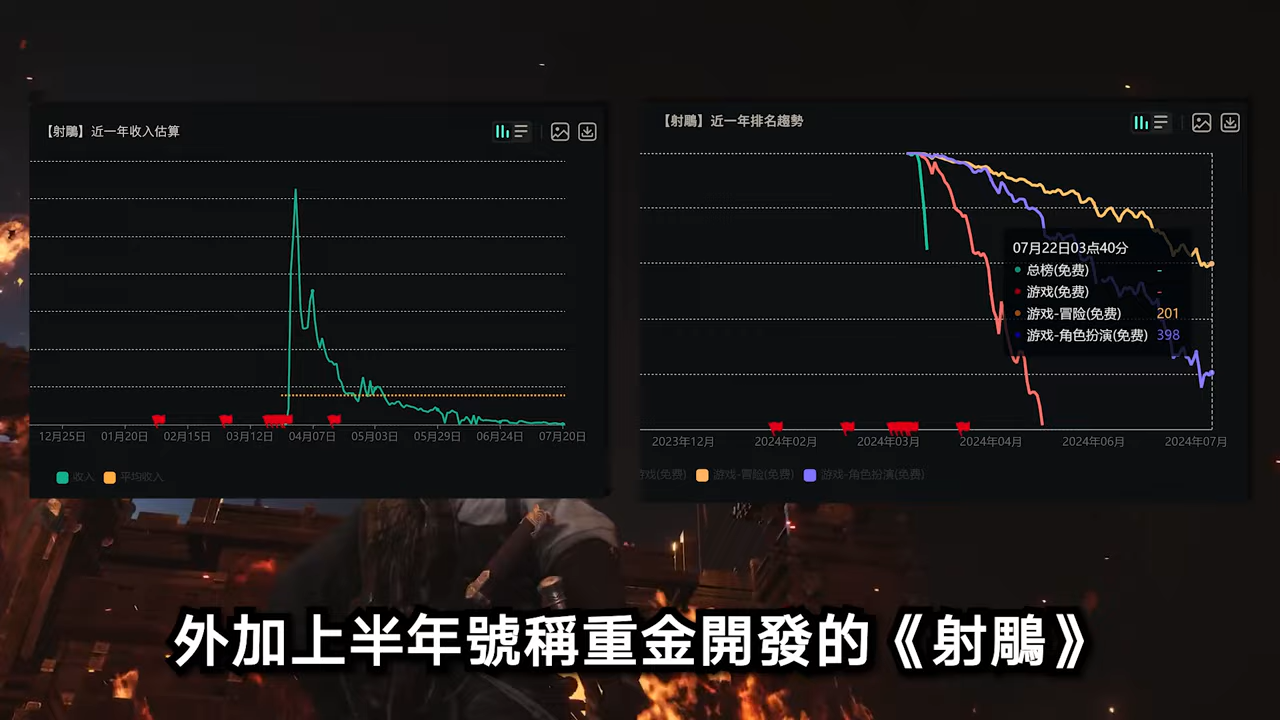 【射鵰】近一年收入估算
12月25日 01月20日 02月15日 03月12日 04月07日 05月03日 05月29日 06月24日 07月20日
收入 平均收入
【射鵰】近一年排名趨勢
07月22日03点40分
总榜(免费) -
游戏(免费) -
游戏-冒险(免费) 201
游戏-角色扮演(免费) 398
2023年12月 2024年02月 2024年03月 2024年04月 2024年06月 2024年07月
游戏(免费) 游戏-冒险(免费) 游戏-角色扮演(免费)
外加上半年號稱重金開發的《射鵰》